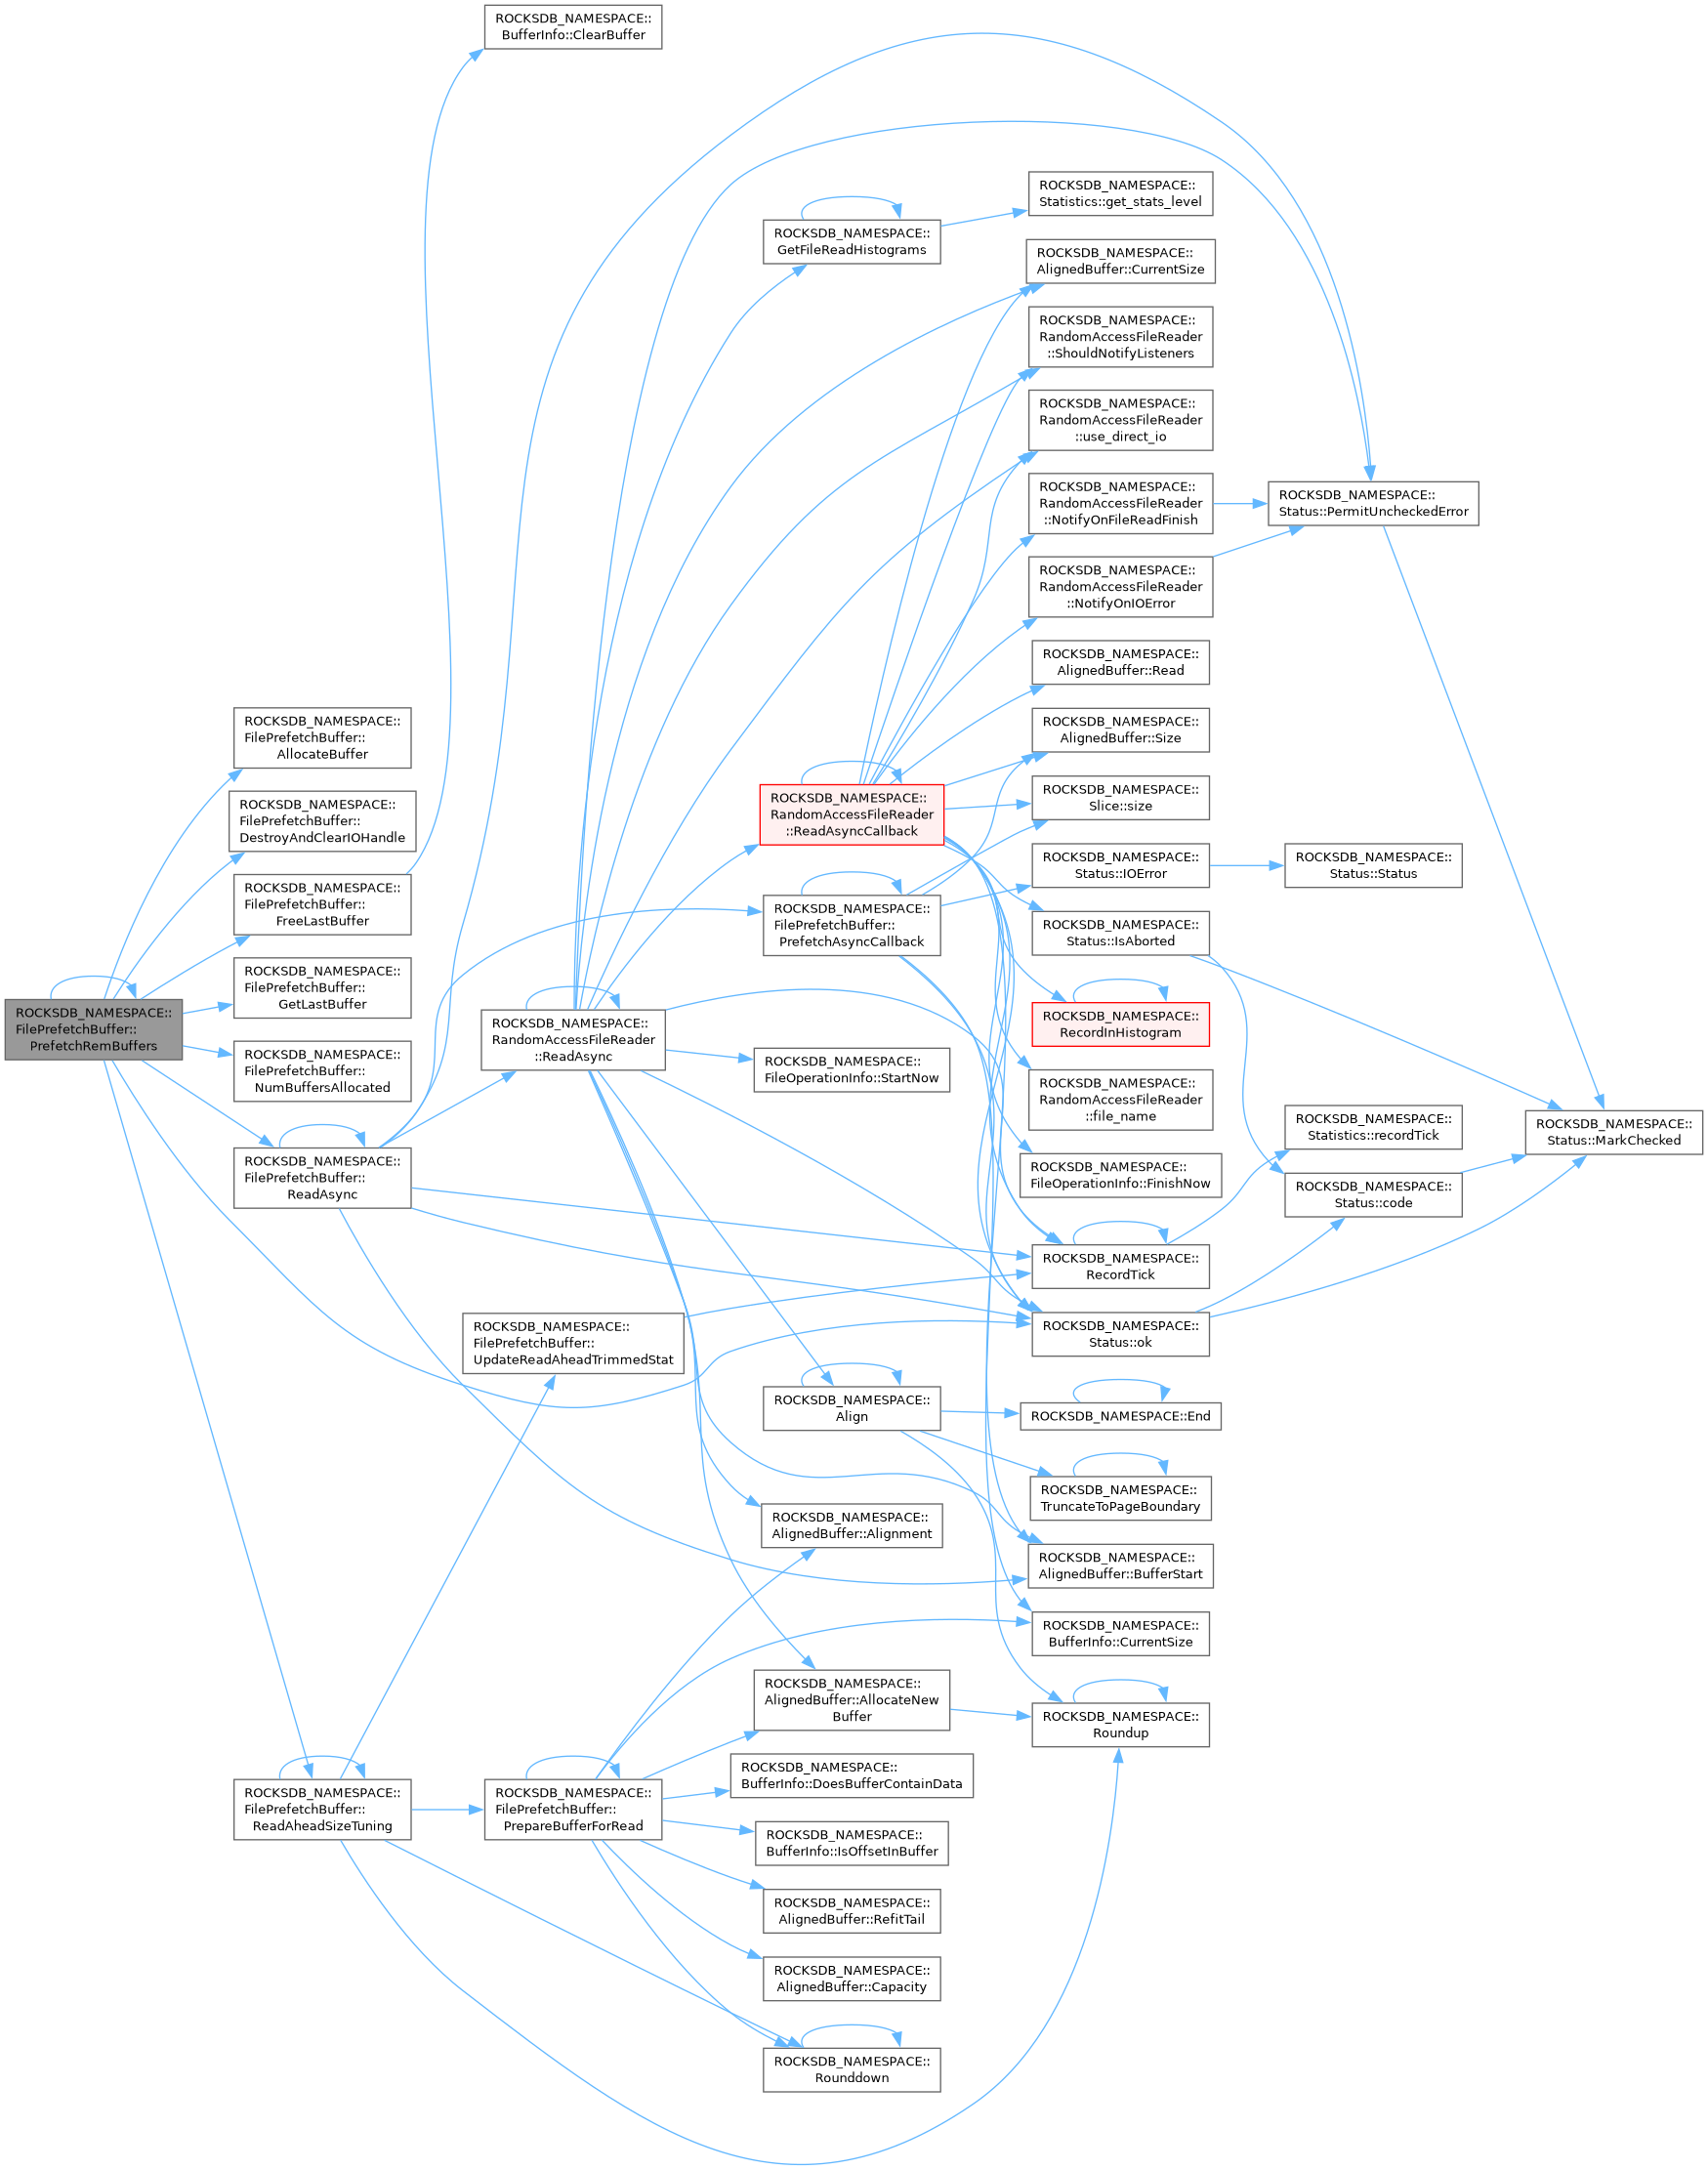 ROCKSDB_NAMESPACE::
FilePrefetchBuffer::
PrefetchRemBuffers
ROCKSDB_NAMESPACE::
FilePrefetchBuffer::
AllocateBuffer
ROCKSDB_NAMESPACE::
FilePrefetchBuffer::
DestroyAndClearIOHandle
ROCKSDB_NAMESPACE::
FilePrefetchBuffer::
FreeLastBuffer
ROCKSDB_NAMESPACE::
FilePrefetchBuffer::
GetLastBuffer
ROCKSDB_NAMESPACE::
FilePrefetchBuffer::
NumBuffersAllocated
ROCKSDB_NAMESPACE::
FilePrefetchBuffer::
ReadAsync
ROCKSDB_NAMESPACE::
FilePrefetchBuffer::
ReadAheadSizeTuning
ROCKSDB_NAMESPACE::
BufferInfo::ClearBuffer
ROCKSDB_NAMESPACE::
RandomAccessFileReader
::ReadAsync
ROCKSDB_NAMESPACE::
FilePrefetchBuffer::
UpdateReadAheadTrimmedStat
ROCKSDB_NAMESPACE::
FilePrefetchBuffer::
PrepareBufferForRead
ROCKSDB_NAMESPACE::
GetFileReadHistograms
ROCKSDB_NAMESPACE::
RandomAccessFileReader
::ReadAsyncCallback
ROCKSDB_NAMESPACE::
FilePrefetchBuffer::
PrefetchAsyncCallback
ROCKSDB_NAMESPACE::
FileOperationInfo::StartNow
ROCKSDB_NAMESPACE::
Align
ROCKSDB_NAMESPACE::
AlignedBuffer::Alignment
ROCKSDB_NAMESPACE::
AlignedBuffer::AllocateNew
Buffer
ROCKSDB_NAMESPACE::
BufferInfo::DoesBufferContainData
ROCKSDB_NAMESPACE::
BufferInfo::IsOffsetInBuffer
ROCKSDB_NAMESPACE::
AlignedBuffer::RefitTail
ROCKSDB_NAMESPACE::
AlignedBuffer::Capacity
ROCKSDB_NAMESPACE::
Rounddown
ROCKSDB_NAMESPACE::
Statistics::get_stats_level
ROCKSDB_NAMESPACE::
AlignedBuffer::CurrentSize
ROCKSDB_NAMESPACE::
RandomAccessFileReader
::ShouldNotifyListeners
ROCKSDB_NAMESPACE::
RandomAccessFileReader
::use_direct_io
ROCKSDB_NAMESPACE::
RandomAccessFileReader
::NotifyOnFileReadFinish
ROCKSDB_NAMESPACE::
RandomAccessFileReader
::NotifyOnIOError
ROCKSDB_NAMESPACE::
AlignedBuffer::Read
ROCKSDB_NAMESPACE::
AlignedBuffer::Size
ROCKSDB_NAMESPACE::
Slice::size
ROCKSDB_NAMESPACE::
Status::IOError
ROCKSDB_NAMESPACE::
Status::IsAborted
ROCKSDB_NAMESPACE::
RecordInHistogram
ROCKSDB_NAMESPACE::
RandomAccessFileReader
::file_name
ROCKSDB_NAMESPACE::
FileOperationInfo::FinishNow
ROCKSDB_NAMESPACE::
RecordTick
ROCKSDB_NAMESPACE::
Status::ok
ROCKSDB_NAMESPACE::End
ROCKSDB_NAMESPACE::
TruncateToPageBoundary
ROCKSDB_NAMESPACE::
AlignedBuffer::BufferStart
ROCKSDB_NAMESPACE::
BufferInfo::CurrentSize
ROCKSDB_NAMESPACE::
Roundup
ROCKSDB_NAMESPACE::
Status::PermitUncheckedError
ROCKSDB_NAMESPACE::
Status::Status
ROCKSDB_NAMESPACE::
Statistics::recordTick
ROCKSDB_NAMESPACE::
Status::code
ROCKSDB_NAMESPACE::
Status::MarkChecked